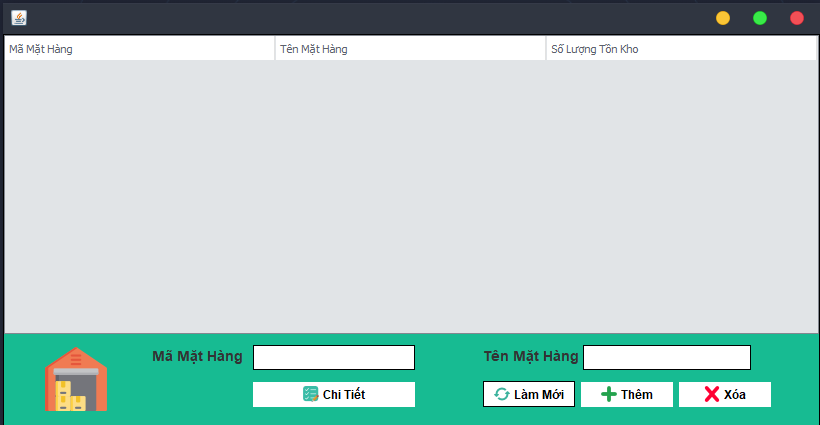 Mã Mặt Hàng Tên Mặt Hàng Số Lượng Tồn Kho
Mã Mặt Hàng Tên Mặt Hàng
Chi Tiết Làm Mới Thêm Xóa